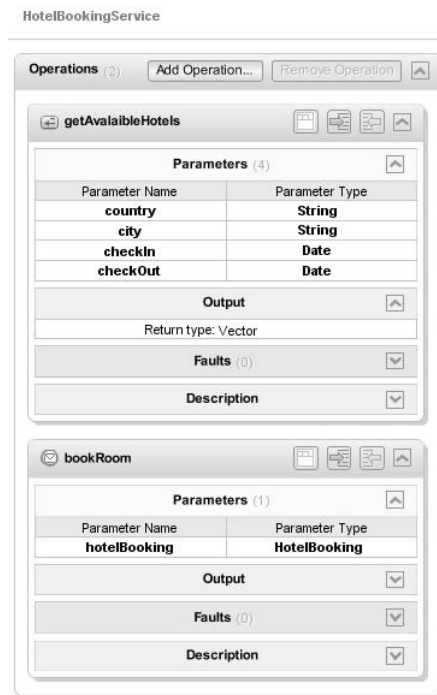 HotelBookingService
Operations (2) Add Operation... Remove Operation
getAvalaibleHotels
Parameters (4)
Parameter Name Parameter Type
country String
city String
checkIn Date
checkOut Date
Output
Return type: Vector
Faults (0)
Description
bookRoom
Parameters (1)
Parameter Name Parameter Type
hotelBooking HotelBooking
Output
Faults (0)
Description